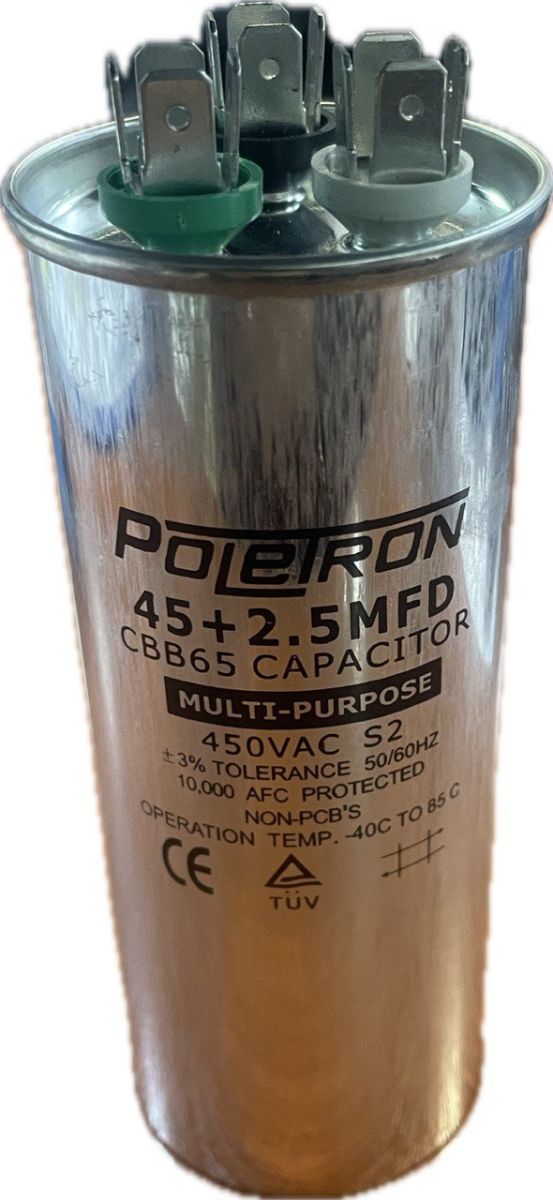 POLETRON
45+2.5MFD
CBB65 CAPACITOR
MULTI-PURPOSE
450VAC S2
±3% TOLERANCE 50/60HZ
10,000 AFC PROTECTED
NON-PCB'S
OPERATION TEMP. -40C TO 85 C
CE
TÜV